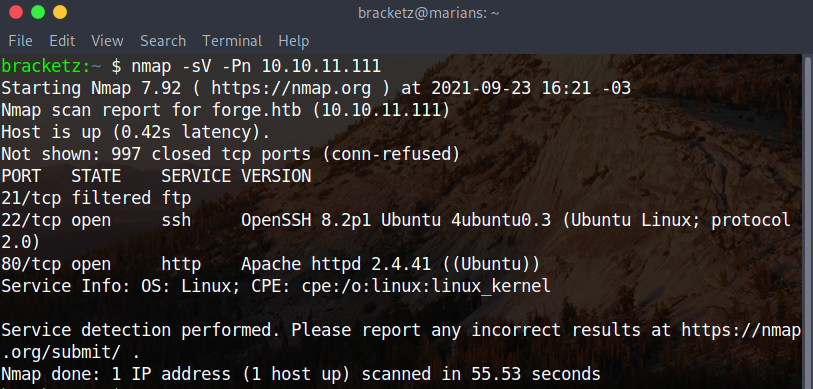 bracketz@marians: ~
File Edit View Search Terminal Help
bracketz:~ $ nmap -sV -Pn 10.10.11.111
Starting Nmap 7.92 ( https://nmap.org ) at 2021-09-23 16:21 -03
Nmap scan report for forge.htb (10.10.11.111)
Host is up (0.42s latency).
Not shown: 997 closed tcp ports (conn-refused)
PORT   STATE    SERVICE VERSION
21/tcp filtered ftp
22/tcp open     ssh     OpenSSH 8.2p1 Ubuntu 4ubuntu0.3 (Ubuntu Linux; protocol
2.0)
80/tcp open     http    Apache httpd 2.4.41 ((Ubuntu))
Service Info: OS: Linux; CPE: cpe:/o:linux:linux_kernel
Service detection performed. Please report any incorrect results at https://nmap
.org/submit/ .
Nmap done: 1 IP address (1 host up) scanned in 55.53 seconds